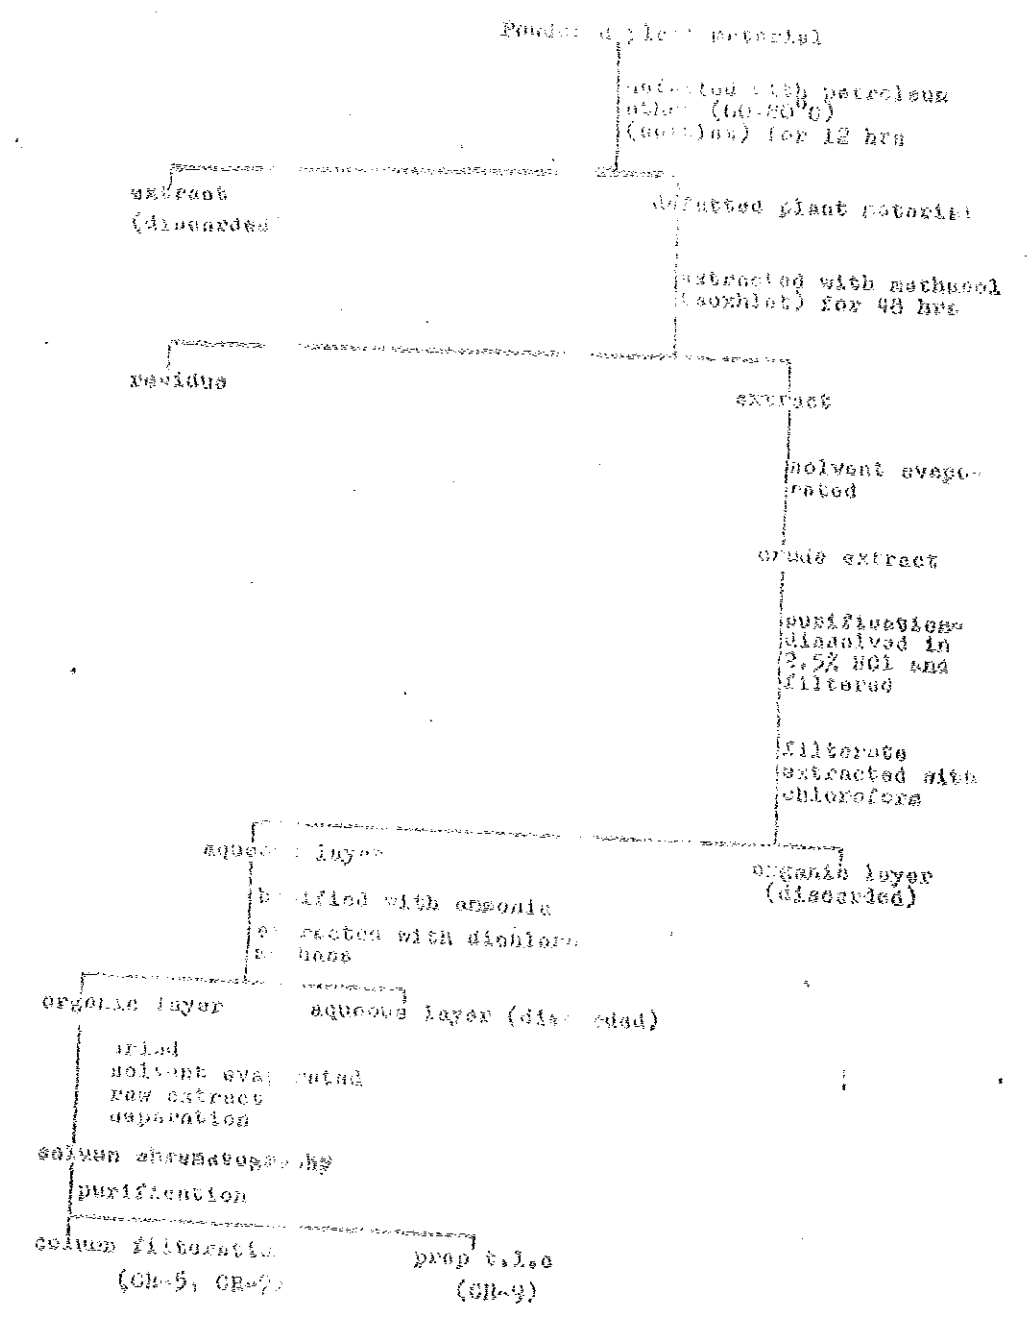 Powdered plant material
defatted with petroleum
ether (60-80°C)
(soxhlet) for 12 hrs
extract
(discarded
defatted plant material
extracted with methanol
(soxhlet) for 48 hrs
residue
extract
solvent evapo-
rated
crude extract
purification-
dissolved in
2.5% HCl and
filtered
filterate
extracted with
chloroform
aqueous layer
organic layer
(discarded)
basified with ammonia
extracted with dichloro
organic layer
aqueous layer (discarded)
dried
solvent evaporated
raw extract
separation
column chromatography
purification
column filteration
prep t.l.c